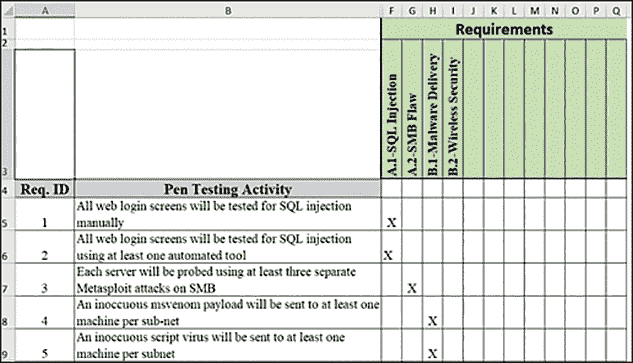 A B F G H I J K L M N O P Q
1 Requirements
2
3 A.1-SQL Injection A.2-SMB Flaw B.1-Malware Delivery B.2-Wireless Security
4 Req. ID Pen Testing Activity
All web login screens will be tested for SQL injection
5 1 manually X
All web login screens will be tested for SQL injection
6 2 using at least one automated tool X
Each server will be probed using at least three separate
7 3 Metasploit attacks on SMB X
An inoccuous msvenom payload will be sent to at least one
8 4 machine per sub-net X
An inoccuous script virus will be sent to at least one
9 5 machine per subnet X